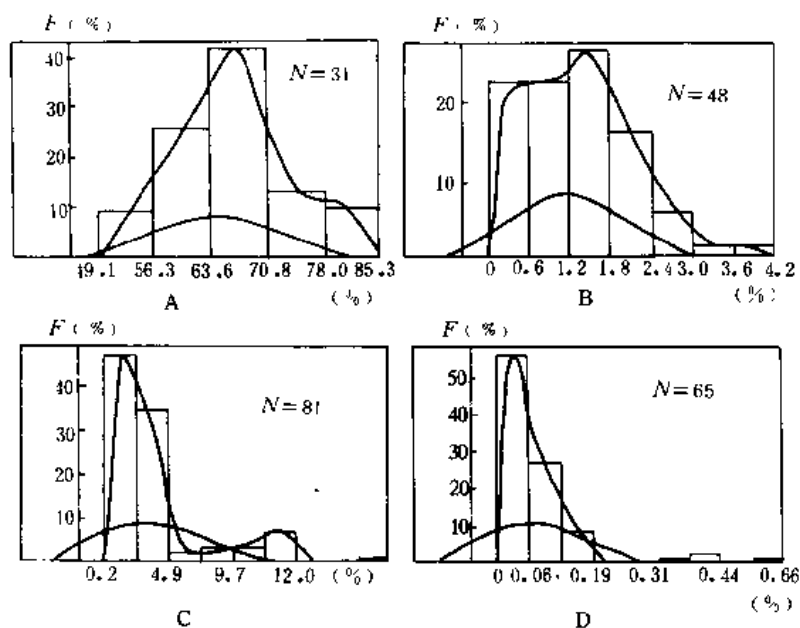 F（%）
40
30
20
10
N=31
49.1 56.3 63.6 70.8 78.0 85.3
（%）
A
F（%）
20
10
N=48
0 0.6 1.2 1.8 2.4 3.0 3.6 4.2
（%）
B
F（%）
40
30
20
10
N=81
0.2 4.9 9.7 12.0 （%）
C
F（%）
50
40
30
20
10
N=65
0 0.06 0.19 0.31 0.44 0.66
（%）
D